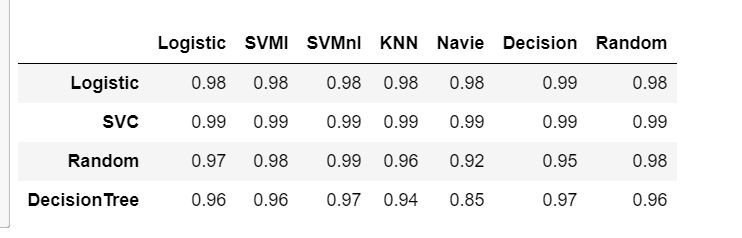 Logistic SVMl SVMnl KNN Navie Decision Random
Logistic 0.98 0.98 0.98 0.98 0.98 0.99 0.98
SVC 0.99 0.99 0.99 0.99 0.99 0.99 0.99
Random 0.97 0.98 0.99 0.96 0.92 0.95 0.98
DecisionTree 0.96 0.96 0.97 0.94 0.85 0.97 0.96